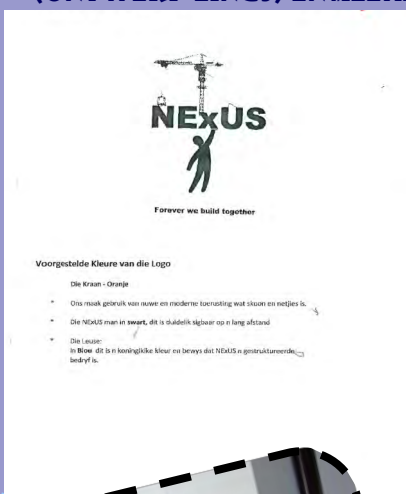 NExUS
Forever we build together
Voorgestelde Kleure van die Logo
Die Kraan - Oranje
* Ons maak gebruik van nuwe en moderne toerusting wat skoon en netjies is.
* Die NExUS man in swart, dit is duidelik sigbaar op n lang afstand
* Die Leuse:
In Blou dit is n koninglkike kleur en bewys dat NExUS n gestruktureerde
bedryf is.